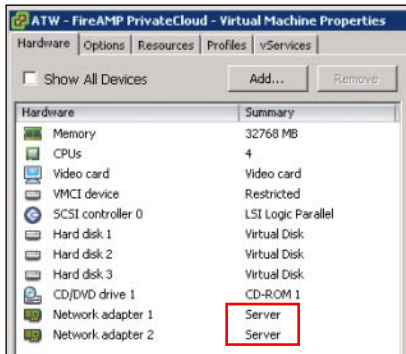 ATW - FireAMP PrivateCloud - Virtual Machine Properties
Hardware Options Resources Profiles vServices
Show All Devices Add... Remove
Hardware Summary
Memory 32768 MB
CPUs 4
Video card Video card
VMCI device Restricted
SCSI controller 0 LSI Logic Parallel
Hard disk 1 Virtual Disk
Hard disk 2 Virtual Disk
Hard disk 3 Virtual Disk
CD/DVD drive 1 CD-ROM 1
Network adapter 1 Server
Network adapter 2 Server